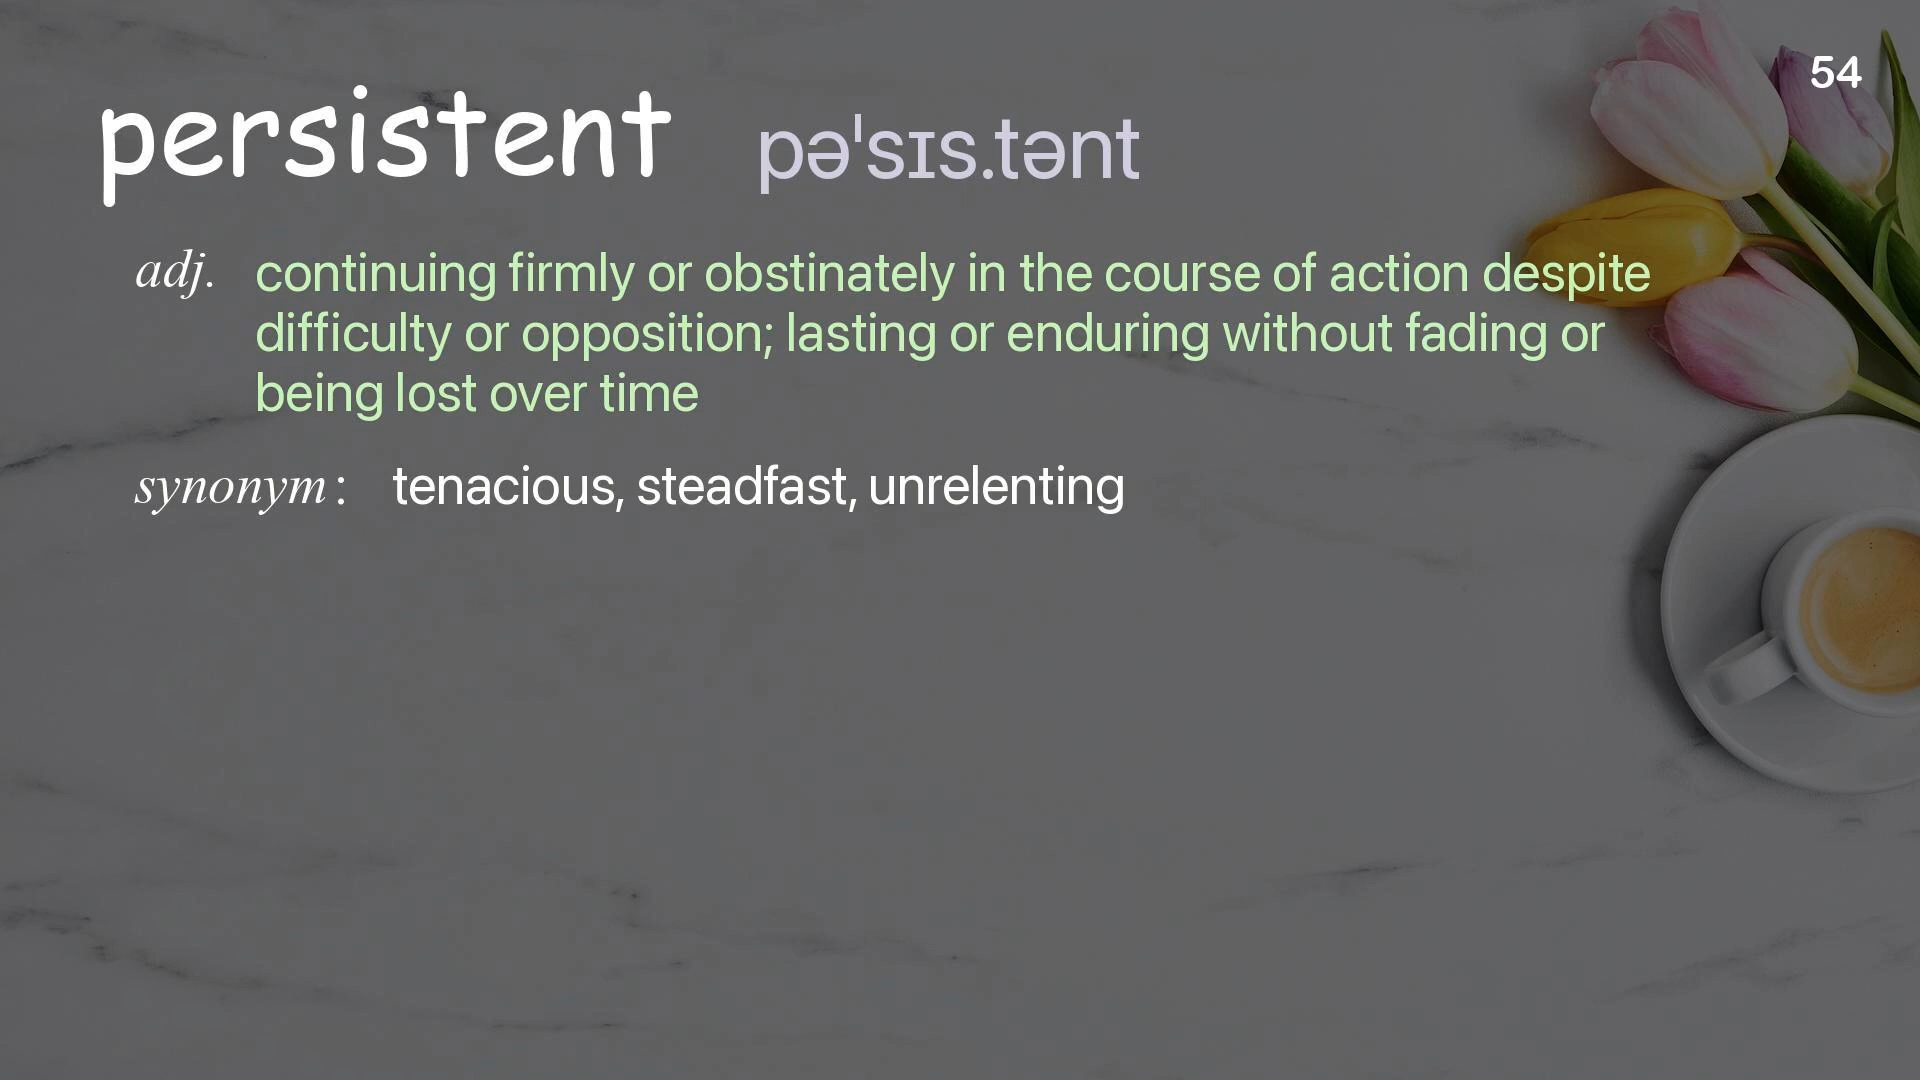 54
persistent pəˈsɪs.tənt
adj. continuing firmly or obstinately in the course of action despite
difficulty or opposition; lasting or enduring without fading or
being lost over time
synonym : tenacious, steadfast, unrelenting